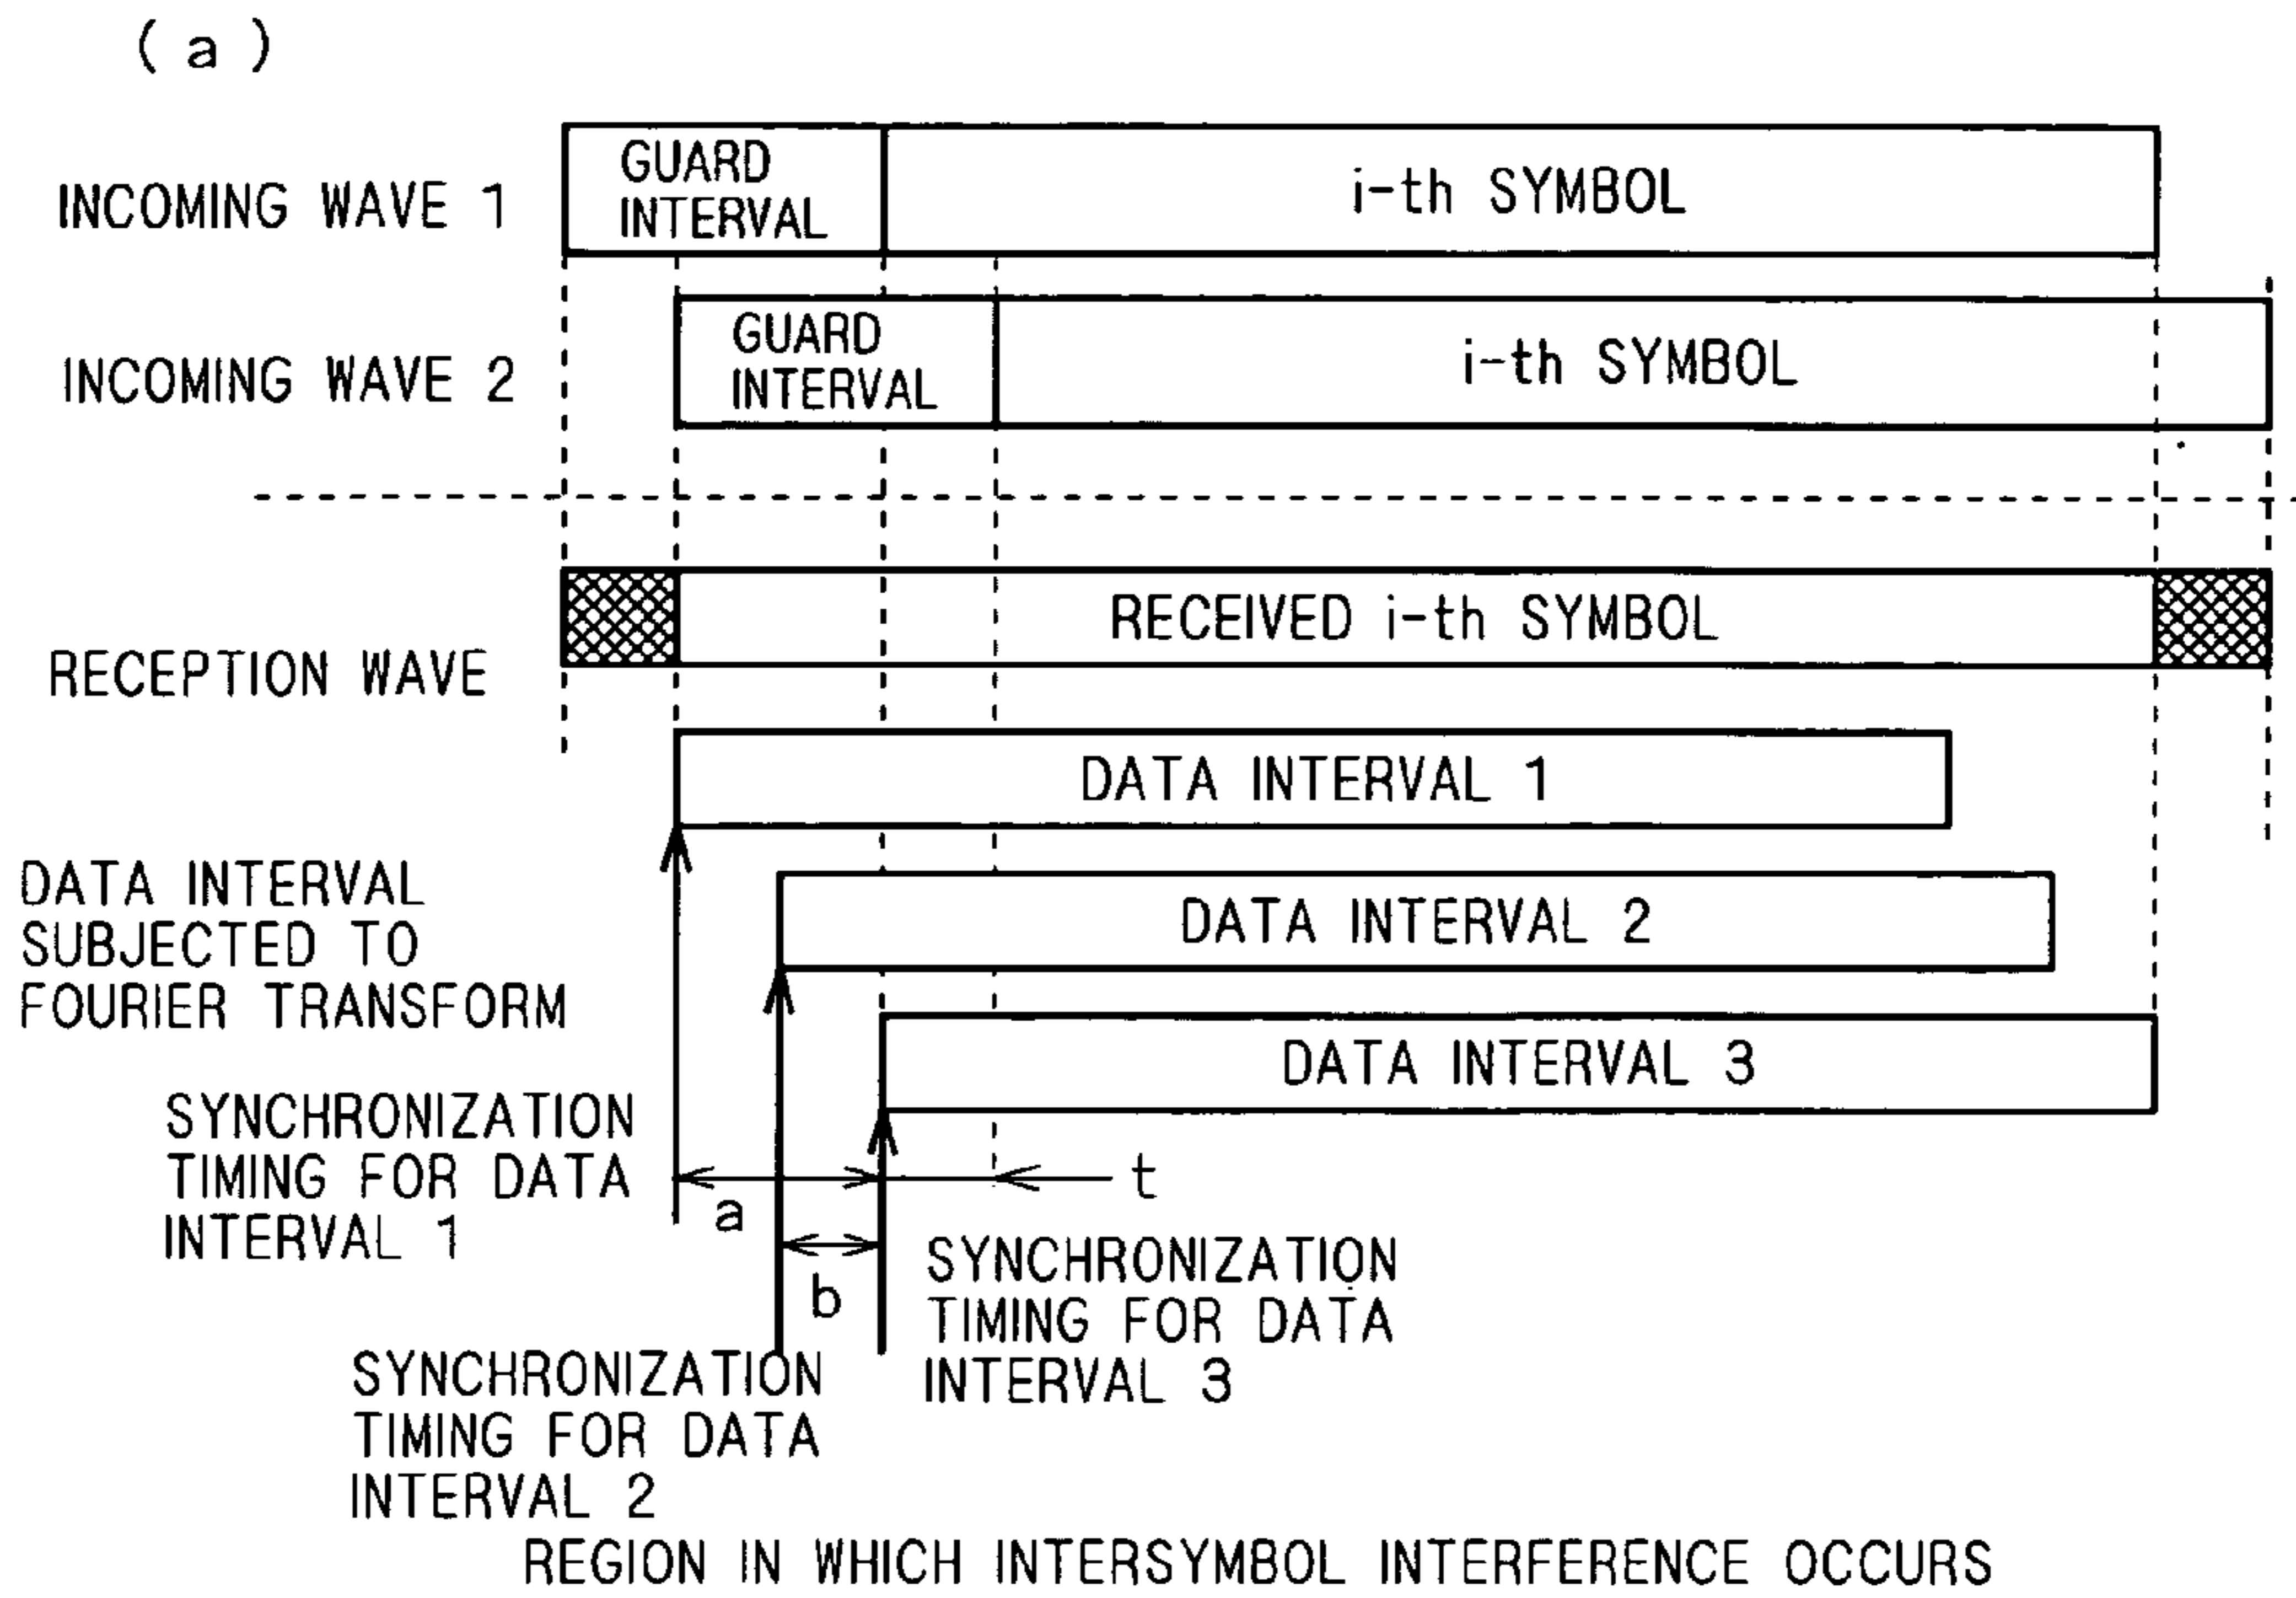 ( a )
INCOMING WAVE 1
GUARD
INTERVAL
i-th SYMBOL
INCOMING WAVE 2
GUARD
INTERVAL
i-th SYMBOL
RECEPTION WAVE
RECEIVED i-th SYMBOL
DATA INTERVAL 1
DATA INTERVAL
SUBJECTED TO
FOURIER TRANSFORM
DATA INTERVAL 2
DATA INTERVAL 3
SYNCHRONIZATION
TIMING FOR DATA
INTERVAL 1
a
t
b
SYNCHRONIZATION
TIMING FOR DATA
INTERVAL 3
SYNCHRONIZATION
TIMING FOR DATA
INTERVAL 2
REGION IN WHICH INTERSYMBOL INTERFERENCE OCCURS